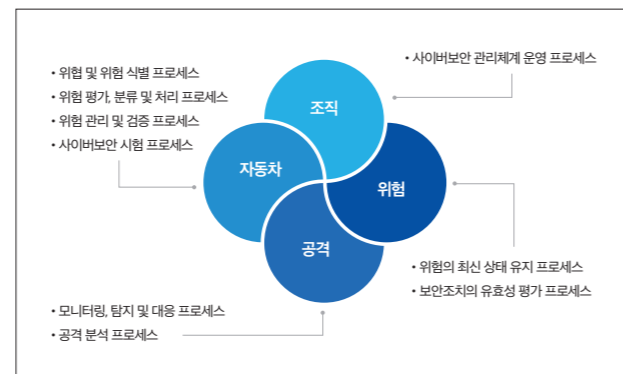 • 위협 및 위험 식별 프로세스
• 위험 평가, 분류 및 처리 프로세스
• 위험 관리 및 검증 프로세스
• 사이버보안 시험 프로세스
• 사이버보안 관리체계 운영 프로세스
조직
자동차
위험
공격
• 위험의 최신 상태 유지 프로세스
• 보안조치의 유효성 평가 프로세스
• 모니터링, 탐지 및 대응 프로세스
• 공격 분석 프로세스